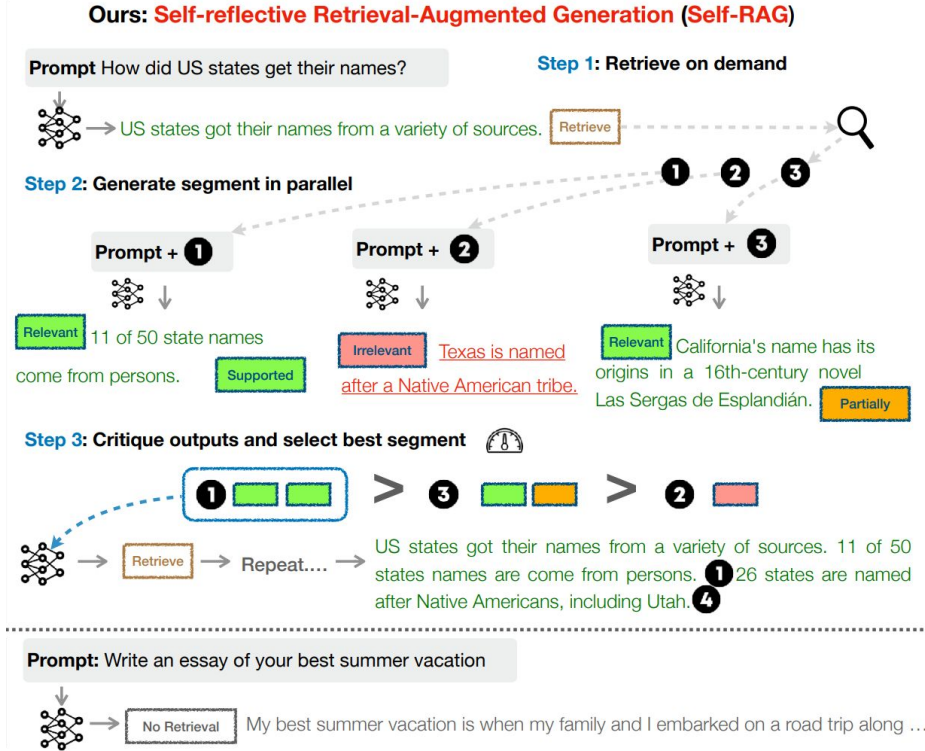 Ours: Self-reflective Retrieval-Augmented Generation (Self-RAG)
Prompt How did US states get their names?
Step 1: Retrieve on demand
US states got their names from a variety of sources. Retrieve
Step 2: Generate segment in parallel
1 2 3
Prompt + 1
Prompt + 2
Prompt + 3
Relevant 11 of 50 state names
come from persons. Supported
Irrelevant Texas is named
after a Native American tribe.
Relevant California's name has its
origins in a 16th-century novel
Las Sergas de Esplandián. Partially
Step 3: Critique outputs and select best segment
1 > 3 > 2
Retrieve Repeat.... US states got their names from a variety of sources. 11 of 50
states names are come from persons. 1 26 states are named
after Native Americans, including Utah. 4
Prompt: Write an essay of your best summer vacation
No Retrieval My best summer vacation is when my family and I embarked on a road trip along ...